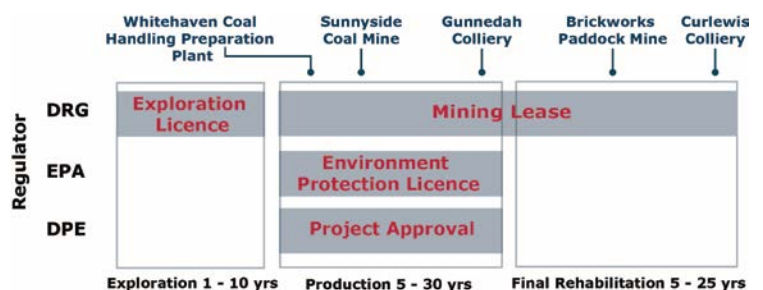 Whitehaven Coal
Handling Preparation
Plant
Sunnyside
Coal Mine
Gunnedah
Colliery
Brickworks
Paddock Mine
Curlewis
Colliery
Regulator
DRG
Exploration
Licence
Mining Lease
EPA
Environment
Protection Licence
DPE
Project Approval
Exploration 1 - 10 yrs
Production 5 - 30 yrs
Final Rehabilitation 5 - 25 yrs